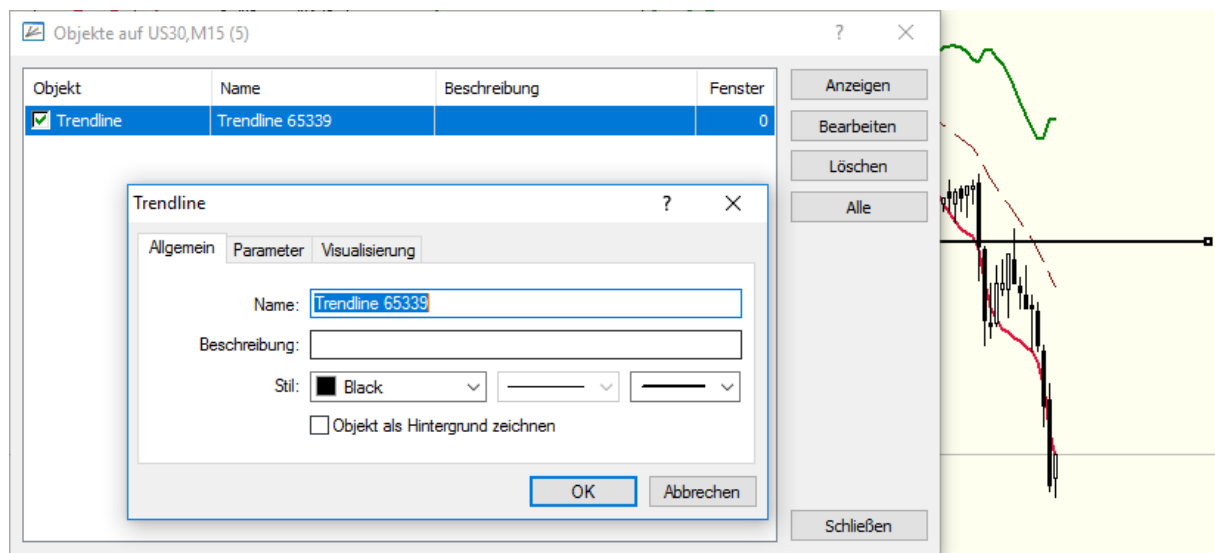 Objekte auf US30,M15 (5)
?
Objekt Name Beschreibung Fenster
Trendline Trendline 65339 0
Anzeigen
Bearbeiten
Löschen
Alle
Trendline ?
Allgemein Parameter Visualisierung
Name: Trendline 65339
Beschreibung:
Stil: Black
Objekt als Hintergrund zeichnen
OK Abbrechen
Schließen